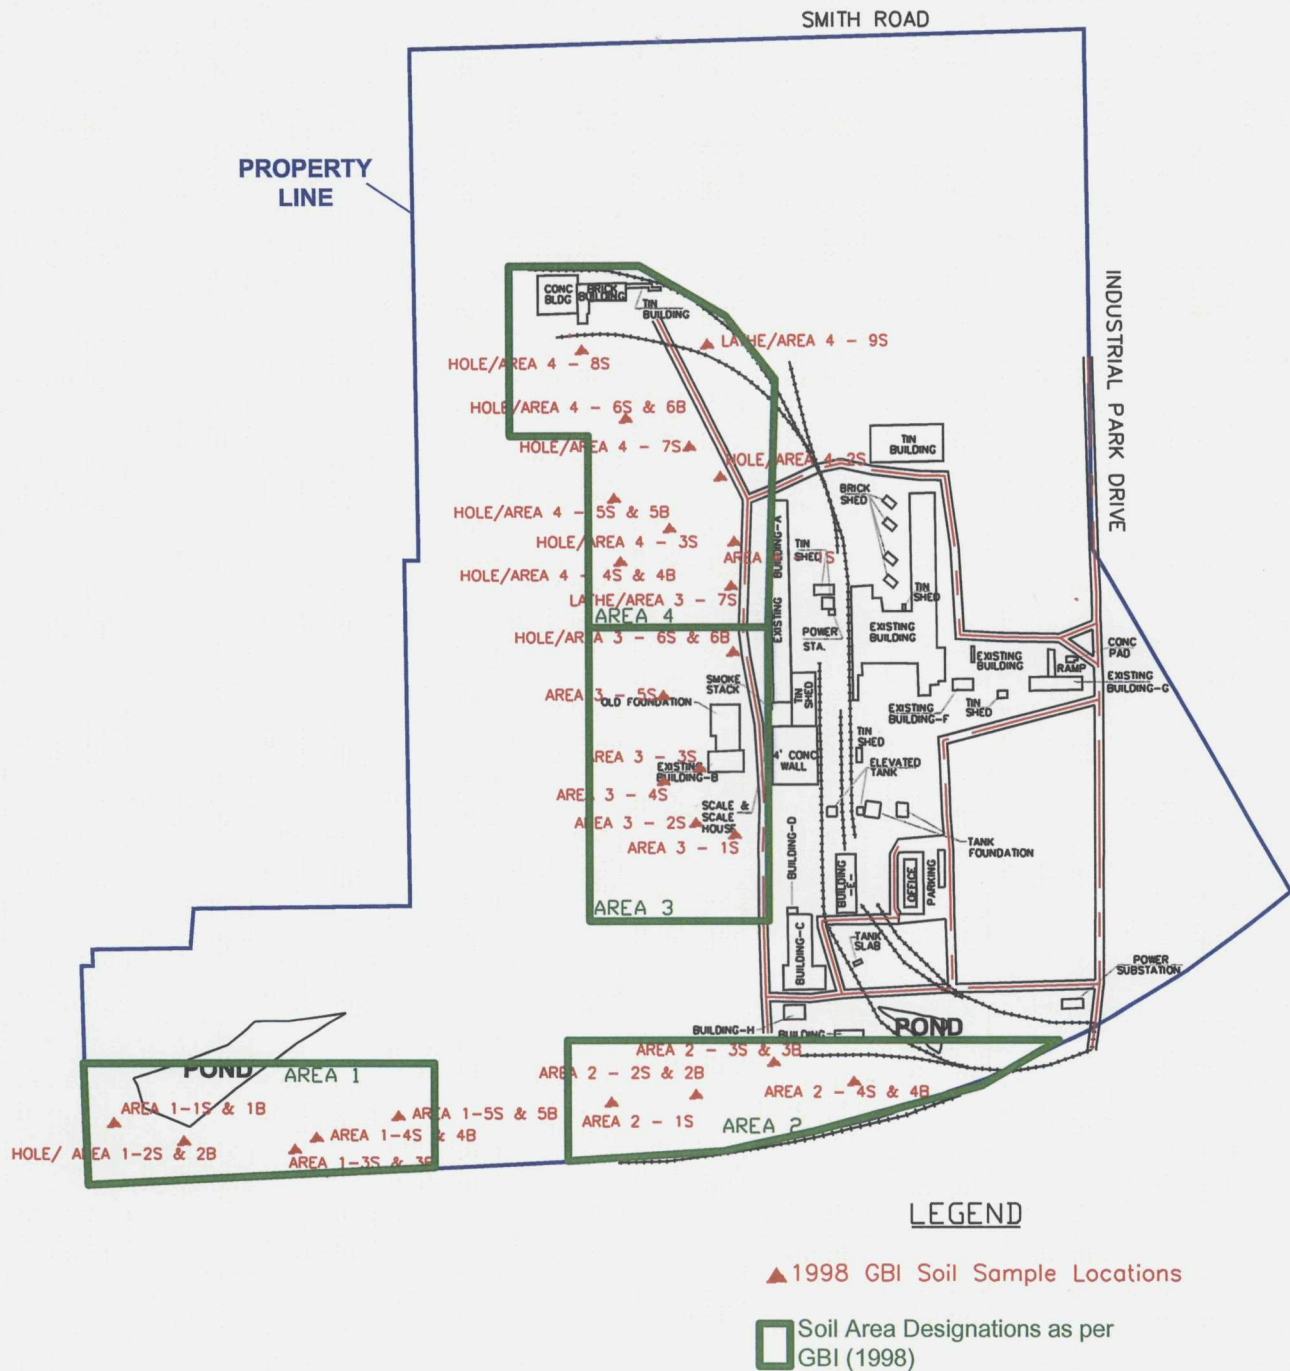 SMITH ROAD
PROPERTY
LINE
INDUSTRIAL PARK DRIVE
CONC
BLDG
BRICK
BUILDING
TIN
BUILDING
LATHE/AREA 4 - 9S
HOLE/AREA 4 - 8S
HOLE/AREA 4 - 6S & 6B
HOLE/AREA 4 - 7S
HOLE/AREA 4-2S
TIN
BUILDING
BRICK
SHED
HOLE/AREA 4 - 5S & 5B
HOLE/AREA 4 - 3S
AREA 1S
HOLE/AREA 4 - 4S & 4B
LATHE/AREA 3 - 7S
AREA 4
EXISTING BUILDING-A
TIN
SHED
TIN
SHED
POWER
STA.
EXISTING
BUILDING
HOLE/AREA 3 - 6S & 6B
SMOKE
STACK
AREA 3 - 5S
OLD FOUNDATION
TIN
SHED
EXISTING
BUILDING
CONC
PAD
RAMP
EXISTING
BUILDING-G
EXISTING
BUILDING-F
TIN
SHED
AREA 3 - 3S
EXISTING
BUILDING-B
4' CONC
WALL
TIN
SHED
ELEVATED
TANK
AREA 3 - 4S
SCALE &
SCALE
HOUSE
AREA 3 - 2S
AREA 3 - 1S
BUILDING-D
TANK
FOUNDATION
BUILDING
-E-
OFFICE
PARKING
AREA 3
BUILDING-C
TANK
SLAB
POWER
SUBSTATION
BUILDING-H
BUILDING
POND
POND
AREA 1
AREA 1-1S & 1B
HOLE/ AREA 1-2S & 2B
AREA 1-5S & 5B
AREA 1-4S & 4B
AREA 1-3S & 3B
AREA 2 - 3S & 3B
AREA 2 - 2S & 2B
AREA 2 - 4S & 4B
AREA 2 - 1S
AREA 2
LEGEND
1998 GBI Soil Sample Locations
Soil Area Designations as per
GBI (1998)